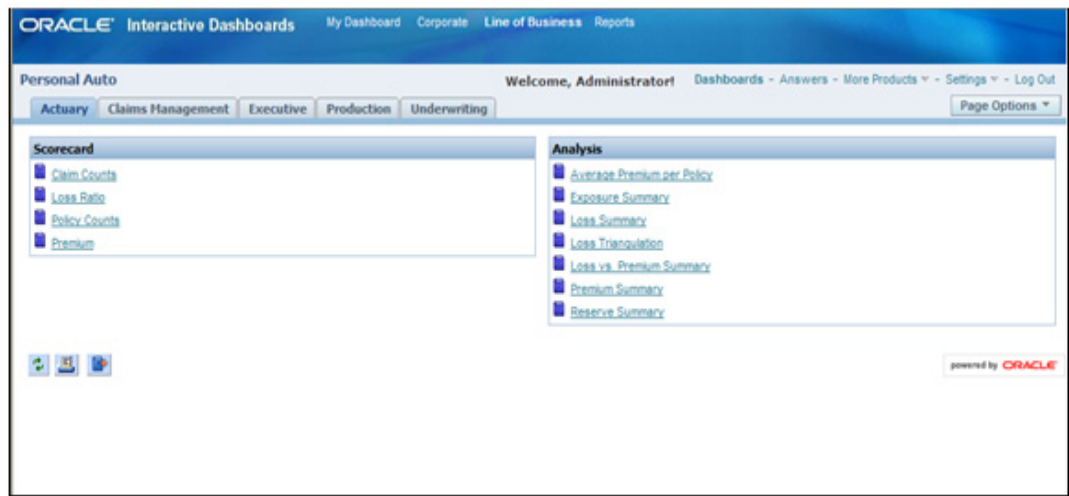 ORACLE Interactive Dashboards My Dashboard Corporate Line of Business Reports
Personal Auto Welcome, Administrator! Dashboards - Answers - More Products - Settings - Log Out
Actuary Claims Management Executive Production Underwriting Page Options
Scorecard
Claim Counts
Loss Ratio
Policy Counts
Premium
Analysis
Average Premium per Policy
Exposure Summary
Loss Summary
Loss Triangulation
Loss vs. Premium Summary
Premium Summary
Reserve Summary
powered by ORACLE